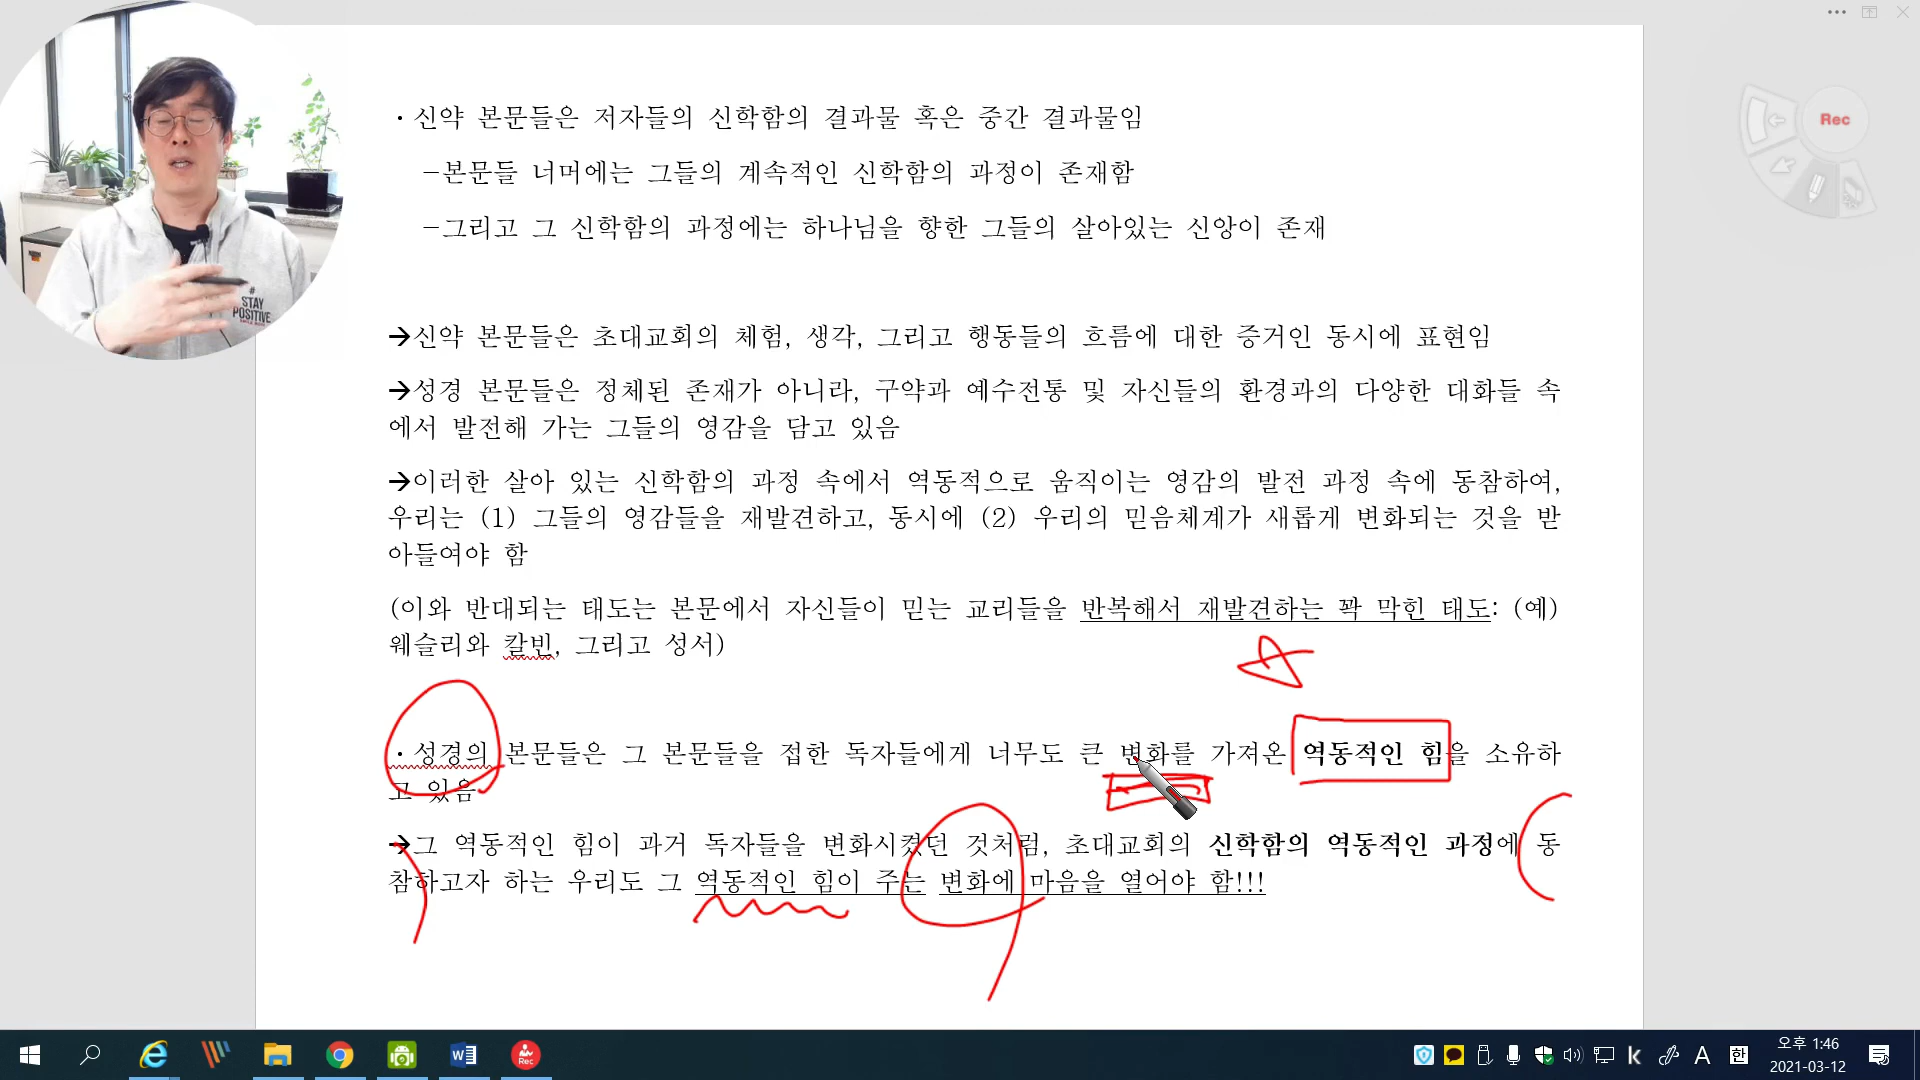 · 신약 본문들은 저자들의 신학함의 결과물 혹은 중간 결과물임
-본문들 너머에는 그들의 계속적인 신학함의 과정이 존재함
-그리고 그 신학함의 과정에는 하나님을 향한 그들의 살아있는 신앙이 존재
→신약 본문들은 초대교회의 체험, 생각, 그리고 행동들의 흐름에 대한 증거인 동시에 표현임
→성경 본문들은 정체된 존재가 아니라, 구약과 예수전통 및 자신들의 환경과의 다양한 대화들 속
에서 발전해 가는 그들의 영감을 담고 있음
→이러한 살아 있는 신학함의 과정 속에서 역동적으로 움직이는 영감의 발전 과정 속에 동참하여,
우리는 (1) 그들의 영감들을 재발견하고, 동시에 (2) 우리의 믿음체계가 새롭게 변화되는 것을 받
아들여야 함
(이와 반대되는 태도는 본문에서 자신들이 믿는 교리들을 반복해서 재발견하는 꽉 막힌 태도: (예)
웨슬리와 칼빈, 그리고 성서)
· 성경의 본문들은 그 본문들을 접한 독자들에게 너무도 큰 변화를 가져온 역동적인 힘을 소유하
고 있음
→그 역동적인 힘이 과거 독자들을 변화시켰던 것처럼, 초대교회의 신학함의 역동적인 과정에 동
참하고자 하는 우리도 그 역동적인 힘이 주는 변화에 마음을 열어야 함!!!
#
STAY
POSITIVE
Rec
Rec
A
한
오후 1:46
2021-03-12